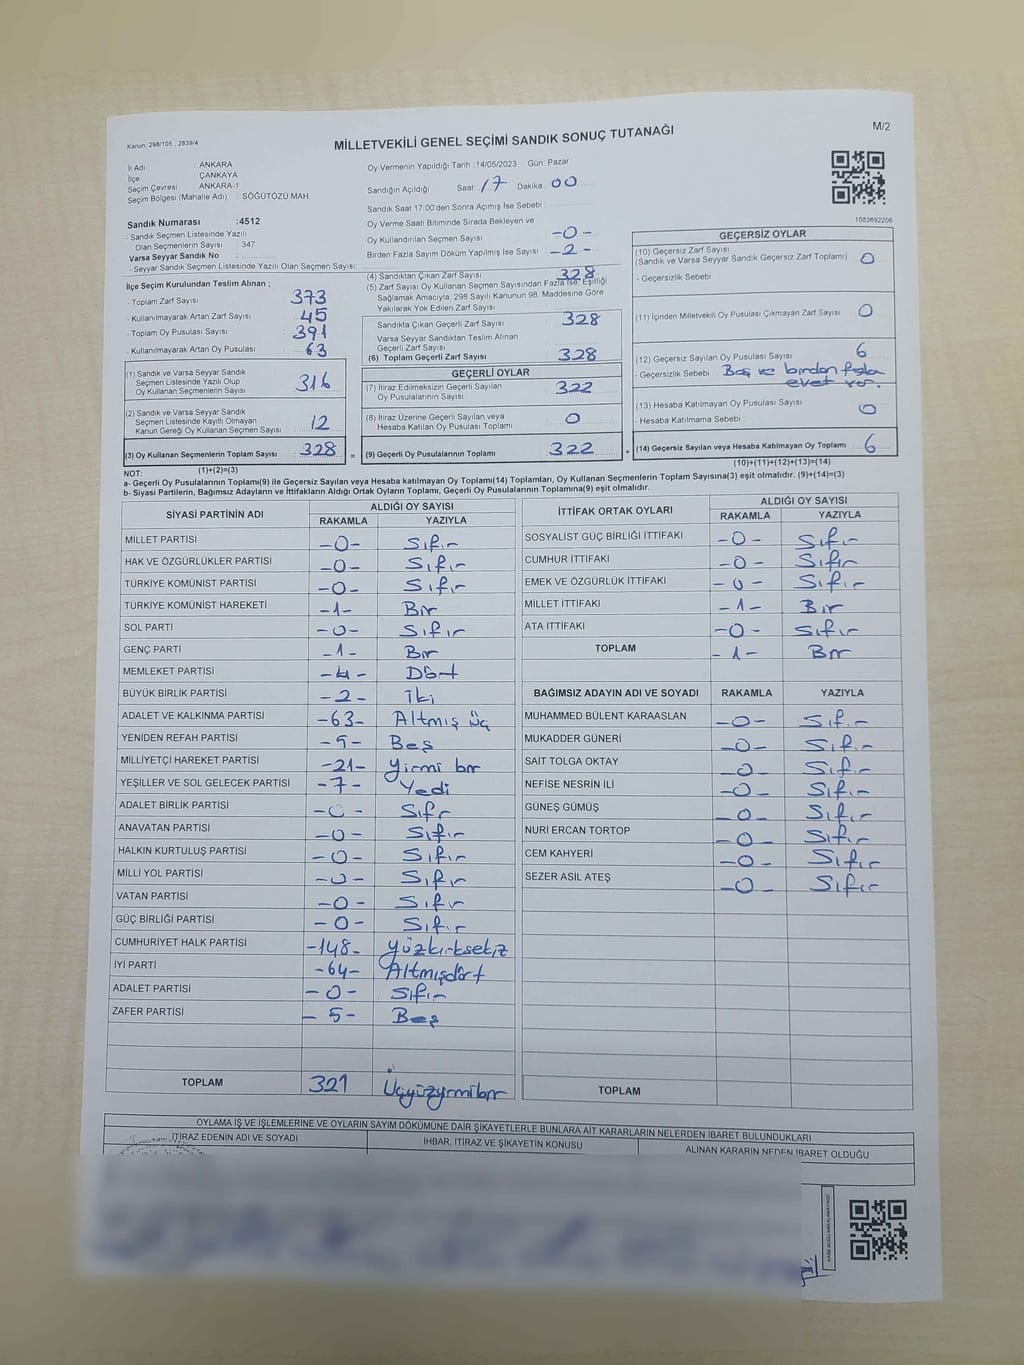 Kanun; 298/105 ; 2839/4
MİLLETVEKİLİ GENEL SEÇİMİ SANDIK SONUÇ TUTANAĞI
M/2
İli Adı : ANKARA
İlçe : ÇANKAYA
Seçim Çevresi : ANKARA-1
Seçim Bölgesi (Mahalle Adı) : SÖĞÜTÖZÜ MAH
Sandık Numarası :4512
- Sandık Seçmen Listesinde Yazılı
Olan Seçmenlerin Sayısı : 347
Varsa Seyyar Sandık No :
- Seyyar Sandık Seçmen Listesinde Yazılı Olan Seçmen Sayısı:
İlçe Seçim Kurulundan Teslim Alınan ;
- Toplam Zarf Sayısı : 373
- Kullanılmayarak Artan Zarf Sayısı : 45
- Toplam Oy Pusulası Sayısı : 391
- Kullanılmayarak Artan Oy Pusulası : 63
(1) Sandık ve Varsa Seyyar Sandık
Seçmen Listesinde Yazılı Olup
Oy Kullanan Seçmenlerin Sayısı : 316
(2) Sandık ve Varsa Seyyar Sandık
Seçmen Listesinde Kayıtlı Olmayan
Kanun Gereği Oy Kullanan Seçmen Sayısı : 12
(3) Oy Kullanan Seçmenlerin Toplam Sayısı : 328 =
(1)+(2)=(3)
Oy Vermenin Yapıldığı Tarih :14/05/2023 Gün: Pazar
Sandığın Açıldığı Saat 17 Dakika 00
Sandık Saat 17:00'den Sonra Açımış İse Sebebi :
Oy Verme Saati Bitiminde Sırada Bekleyen ve
Oy Kullandırılan Seçmen Sayısı -0-
Birden Fazla Sayım Döküm Yapılmış İse Sayısı -2-
(4) Sandıktan Çıkan Zarf Sayısı 328
(5) Zarf Sayısı Oy Kullanan Seçmen Sayısından Fazla İse; Eşitliği
Sağlamak Amacıyla; 298 Sayılı Kanunun 98. Maddesine Göre
Yakılarak Yok Edilen Zarf Sayısı
Sandıkta Çıkan Geçerli Zarf Sayısı 328
Varsa Seyyar Sandıktan Teslim Alınan
Geçerli Zarf Sayısı
(6) Toplam Geçerli Zarf Sayısı 328
GEÇERLİ OYLAR
(7) İtiraz Edilmeksizin Geçerli Sayılan
Oy Pusulalarının Sayısı : 322
(8) İtiraz Üzerine Geçerli Sayılan veya
Hesaba Katılan Oy Pusulası Toplamı : 0
(9) Geçerli Oy Pusulalarının Toplamı : 322 +
1083692206
GEÇERSİZ OYLAR
(10) Geçersiz Zarf Sayısı
(Sandık ve Varsa Seyyar Sandık Geçersiz Zarf Toplamı) : 0
- Geçersizlik Sebebi :
(11) İçinden Milletvekili Oy Pusulası Çıkmayan Zarf Sayısı : 0
(12) Geçersiz Sayılan Oy Pusulası Sayısı : 6
- Geçersizlik Sebebi : Boş ve birden fazla
evet var.
(13) Hesaba Katılmayan Oy Pusulası Sayısı : 0
- Hesaba Katılmama Sebebi :
(14) Geçersiz Sayılan veya Hesaba Katılmayan Oy Toplamı : 6
(10)+(11)+(12)+(13)=(14)
NOT:
a- Geçerli Oy Pusulalarının Toplamı(9) ile Geçersiz Sayılan veya Hesaba katılmayan Oy Toplamı(14) Toplamları, Oy Kullanan Seçmenlerin Toplam Sayısına(3) eşit olmalıdır. (9)+(14)=(3)
b- Siyasi Partilerin, Bağımsız Adayların ve İttifakların Aldığı Ortak Oyların Toplamı, Geçerli Oy Pusulalarının Toplamına(9) eşit olmalıdır.
SİYASİ PARTİNİN ADI
ALDIĞI OY SAYISI
RAKAMLA YAZIYLA
MİLLET PARTİSİ -0- Sıfır
HAK VE ÖZGÜRLÜKLER PARTİSİ -0- Sıfır
TÜRKİYE KOMÜNİST PARTİSİ -0- Sıfır
TÜRKİYE KOMÜNİST HAREKETİ -1- Bir
SOL PARTİ -0- Sıfır
GENÇ PARTİ -1- Bir
MEMLEKET PARTİSİ -4- Dört
BÜYÜK BİRLİK PARTİSİ -2- İki
ADALET VE KALKINMA PARTİSİ -63- Altmış üç
YENİDEN REFAH PARTİSİ -5- Beş
MİLLİYETÇİ HAREKET PARTİSİ -21- Yirmi bir
YEŞİLLER VE SOL GELECEK PARTİSİ -7- Yedi
ADALET BİRLİK PARTİSİ -0- Sıfır
ANAVATAN PARTİSİ -0- Sıfır
HALKIN KURTULUŞ PARTİSİ -0- Sıfır
MİLLİ YOL PARTİSİ -0- Sıfır
VATAN PARTİSİ -0- Sıfır
GÜÇ BİRLİĞİ PARTİSİ -0- Sıfır
CUMHURİYET HALK PARTİSİ -148- Yüzkırksekiz
İYİ PARTİ -64- Altmışdört
ADALET PARTİSİ -0- Sıfır
ZAFER PARTİSİ -5- Beş
TOPLAM 321 Üçyüzyirmibir
İTTİFAK ORTAK OYLARI
ALDIĞI OY SAYISI
RAKAMLA YAZIYLA
SOSYALİST GÜÇ BİRLİĞİ İTTİFAKI -0- Sıfır
CUMHUR İTTİFAKI -0- Sıfır
EMEK VE ÖZGÜRLÜK İTTİFAKI -0- Sıfır
MİLLET İTTİFAKI -1- Bir
ATA İTTİFAKI -0- Sıfır
TOPLAM -1- Bir
BAĞIMSIZ ADAYIN ADI VE SOYADI RAKAMLA YAZIYLA
MUHAMMED BÜLENT KARAASLAN -0- Sıfır
MUKADDER GÜNERİ -0- Sıfır
SAİT TOLGA OKTAY -0- Sıfır
NEFİSE NESRİN İLİ -0- Sıfır
GÜNEŞ GÜMÜŞ -0- Sıfır
NURİ ERCAN TORTOP -0- Sıfır
CEM KAHYERİ -0- Sıfır
SEZER ASİL ATEŞ -0- Sıfır
TOPLAM
OYLAMA İŞ VE İŞLEMLERİNE VE OYLARIN SAYIM DÖKÜMÜNE DAİR ŞİKAYETLERLE BUNLARA AİT KARARLARIN NELERDEN İBARET BULUNDUKLARI
İTİRAZ EDENİN ADI VE SOYADI
İHBAR, İTİRAZ VE ŞİKAYETİN KONUSU
ALINAN KARARIN NEDEN İBARET OLDUĞU